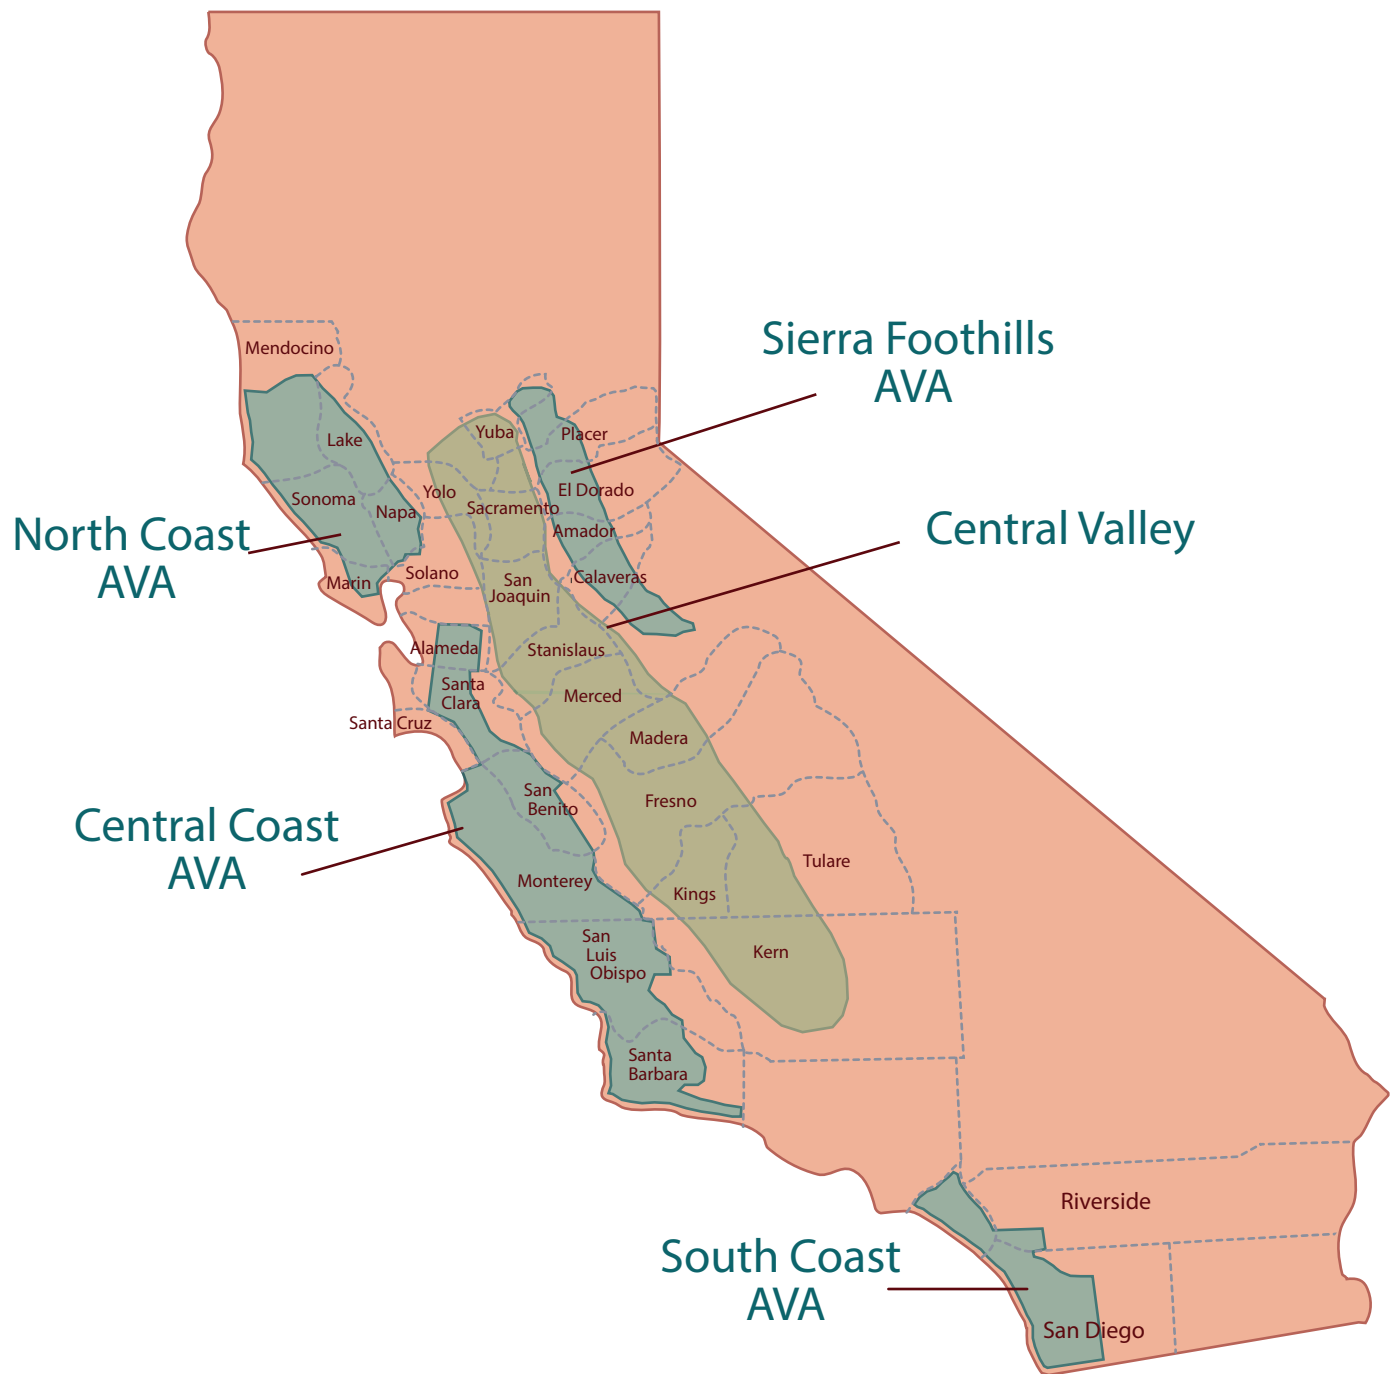 Sierra Foothills
AVA
Mendocino
Yuba
Placer
Lake
El Dorado
Yolo
Sonoma
Napa
Sacramento
Central Valley
North Coast
AVA
Amador
Solano
Calaveras
Marin
San
Joaquin
Alameda
Stanislaus
Santa
Clara
Merced
Santa Cruz
Madera
San
Benito
Fresno
Central Coast
AVA
Tulare
Monterey
Kings
San
Luis
Obispo
Kern
Santa
Barbara
Riverside
South Coast
AVA
San Diego